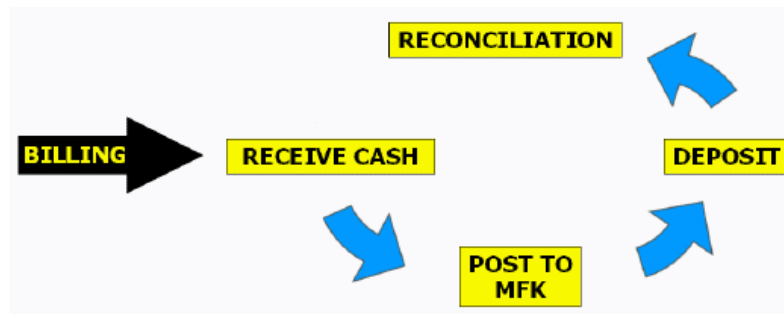 RECONCILIATION
BILLING
RECEIVE CASH
DEPOSIT
POST TO
MFK